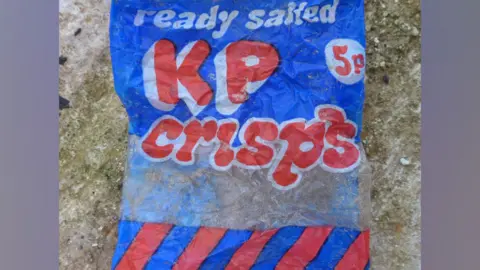 ready salted
KP
5p
crisps